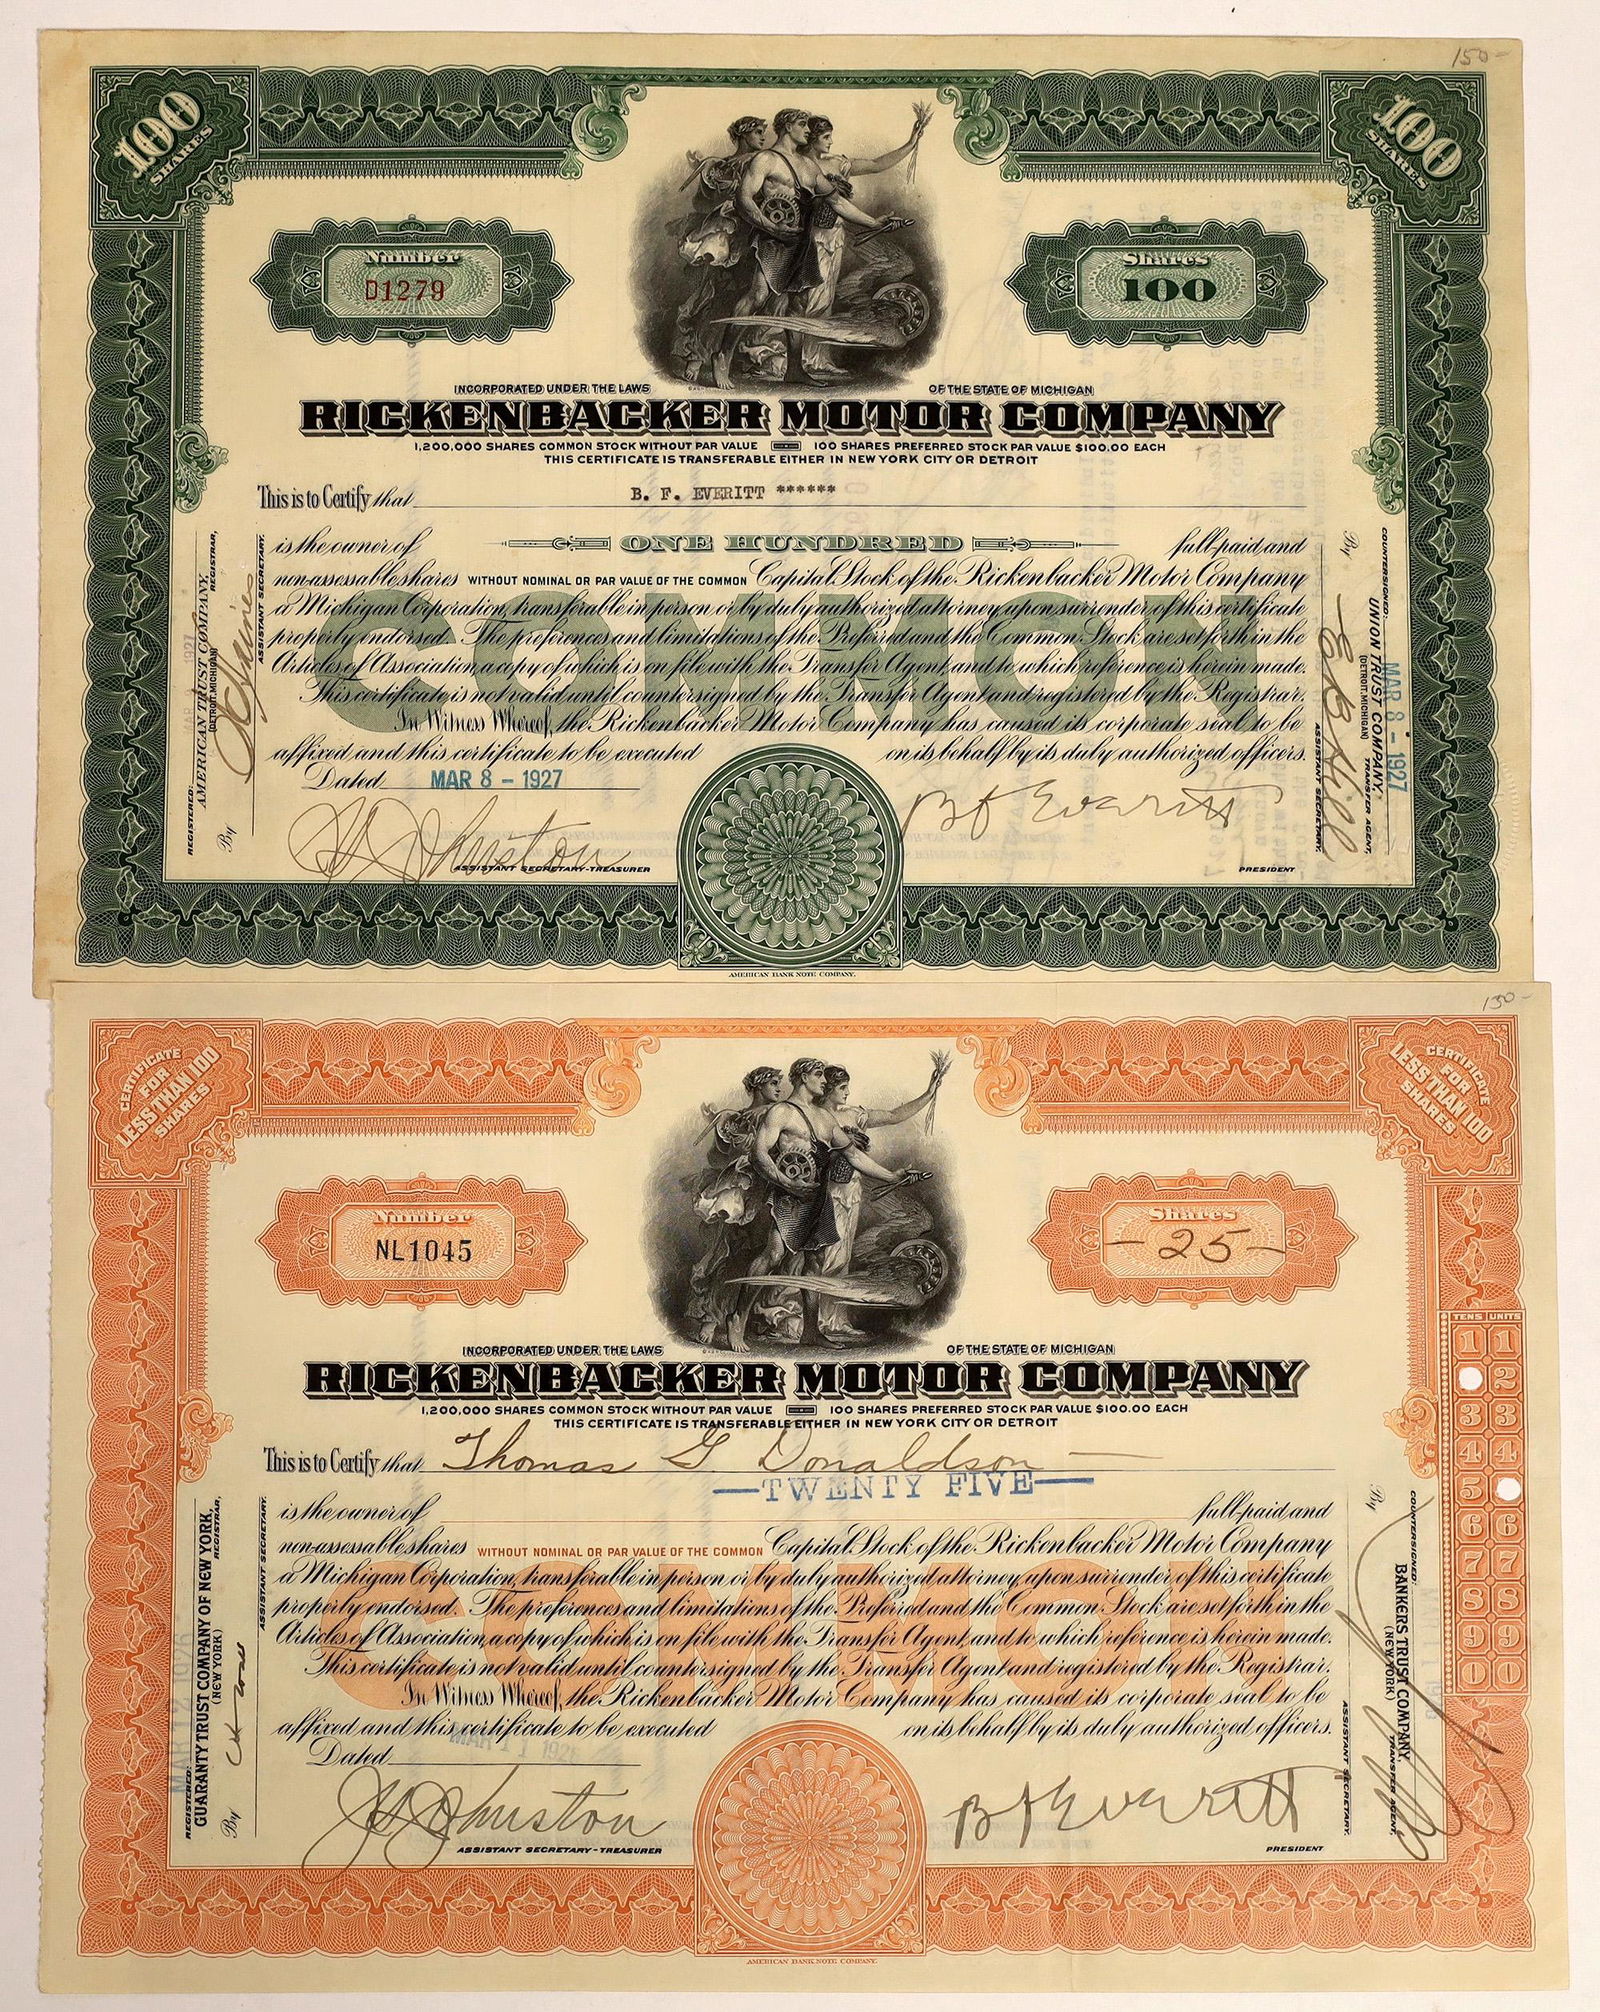 150-
100
SHARES
100
SHARES
Number
D1279
Shares
100
INCORPORATED UNDER THE LAWS OF THE STATE OF MICHIGAN
RICKENBACKER MOTOR COMPANY
1,200,000 SHARES COMMON STOCK WITHOUT PAR VALUE 100 SHARES PREFERRED STOCK PAR VALUE $100.00 EACH
THIS CERTIFICATE IS TRANSFERABLE EITHER IN NEW YORK CITY OR DETROIT
This is to Certify that B. F. EVERITT ******
is the owner of ONE HUNDRED full-paid and
non-assessable shares WITHOUT NOMINAL OR PAR VALUE OF THE COMMON Capital Stock of the Rickenbacker Motor Company
a Michigan Corporation, transferable in person or by duly authorized attorney upon surrender of this certificate
properly endorsed. The preferences and limitations of the Preferred and the Common Stock are set forth in the
Articles of Association, a copy of which is on file with the Transfer Agent, and to which reference is herein made.
This certificate is not valid until countersigned by the Transfer Agent and registered by the Registrar.
In Witness Whereof, the Rickenbacker Motor Company has caused its corporate seal to be
affixed and this certificate to be executed on its behalf by its duly authorized officers.
COMMON
Dated MAR 8 - 1927
Johnston
ASSISTANT SECRETARY-TREASURER
B F Everitt
PRESIDENT
REGISTERED:
AMERICAN TRUST COMPANY,
(DETROIT, MICHIGAN)
REGISTRAR,
By
ASSISTANT SECRETARY.
COUNTERSIGNED:
UNION TRUST COMPANY,
(DETROIT, MICHIGAN)
TRANSFER AGENT,
By
ASSISTANT SECRETARY.
MAR 8 - 1927
AMERICAN BANK NOTE COMPANY.
130-
CERTIFICATE
FOR
LESS THAN 100
SHARES
CERTIFICATE
FOR
LESS THAN 100
SHARES
Number
NL1045
Shares
- 25 -
INCORPORATED UNDER THE LAWS OF THE STATE OF MICHIGAN
RICKENBACKER MOTOR COMPANY
1,200,000 SHARES COMMON STOCK WITHOUT PAR VALUE 100 SHARES PREFERRED STOCK PAR VALUE $100.00 EACH
THIS CERTIFICATE IS TRANSFERABLE EITHER IN NEW YORK CITY OR DETROIT
This is to Certify that Thomas G. Donaldson
TWENTY FIVE
is the owner of full-paid and
non-assessable shares WITHOUT NOMINAL OR PAR VALUE OF THE COMMON Capital Stock of the Rickenbacker Motor Company
a Michigan Corporation, transferable in person or by duly authorized attorney upon surrender of this certificate
properly endorsed. The preferences and limitations of the Preferred and the Common Stock are set forth in the
Articles of Association, a copy of which is on file with the Transfer Agent, and to which reference is herein made.
This certificate is not valid until countersigned by the Transfer Agent and registered by the Registrar.
In Witness Whereof, the Rickenbacker Motor Company has caused its corporate seal to be
affixed and this certificate to be executed on its behalf by its duly authorized officers.
COMMON
Dated MAR 11
Johnston
ASSISTANT SECRETARY-TREASURER
B F Everitt
PRESIDENT
REGISTERED:
GUARANTY TRUST COMPANY OF NEW YORK,
(NEW YORK)
REGISTRAR,
By
ASSISTANT SECRETARY.
MAR 12
COUNTERSIGNED:
BANKERS TRUST COMPANY,
(NEW YORK)
TRANSFER AGENT,
By
ASSISTANT SECRETARY.
TENS UNITS
1 1
2
3 3
4 4
5
6 6
7 7
8 8
9 9
0 0
AMERICAN BANK NOTE COMPANY.